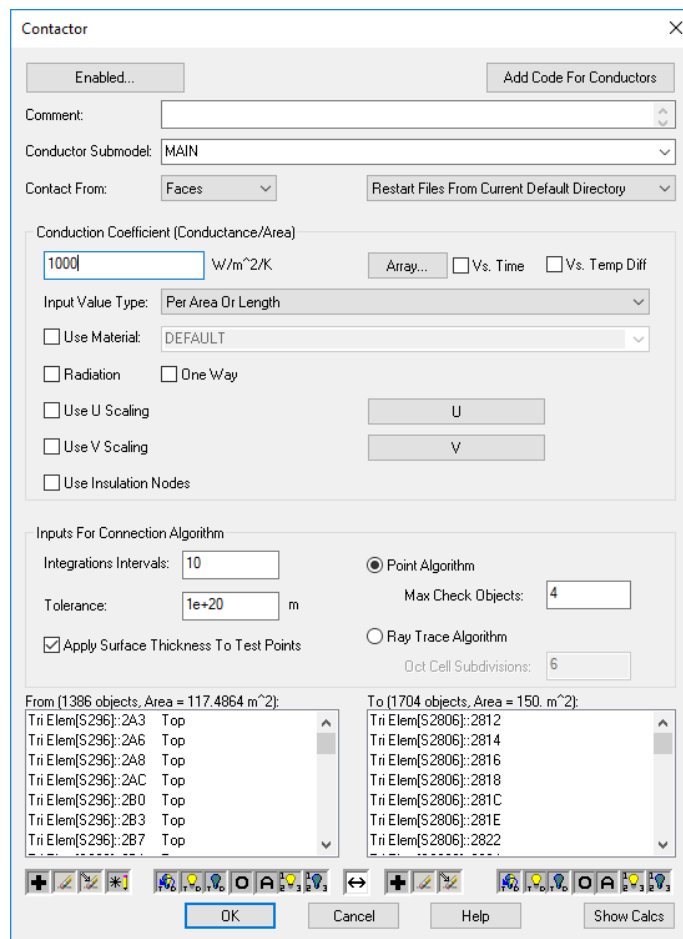 Contactor
Enabled...
Add Code For Conductors
Comment:
Conductor Submodel: MAIN
Contact From: Faces Restart Files From Current Default Directory
Conduction Coefficient (Conductance/Area)
1000 W/m^2/K Array... Vs. Time Vs. Temp Diff
Input Value Type: Per Area Or Length
Use Material: DEFAULT
Radiation One Way
Use U Scaling U
Use V Scaling V
Use Insulation Nodes
Inputs For Connection Algorithm
Integrations Intervals: 10
Tolerance: 1e+20 m
Apply Surface Thickness To Test Points
Point Algorithm
Max Check Objects: 4
Ray Trace Algorithm
Oct Cell Subdivisions: 6
From (1386 objects, Area = 117.4864 m^2):
Tri Elem[S296]::2A3 Top
Tri Elem[S296]::2A6 Top
Tri Elem[S296]::2A8 Top
Tri Elem[S296]::2AC Top
Tri Elem[S296]::2B0 Top
Tri Elem[S296]::2B3 Top
Tri Elem[S296]::2B7 Top
To (1704 objects, Area = 150. m^2):
Tri Elem[S2806]::2812
Tri Elem[S2806]::2814
Tri Elem[S2806]::2816
Tri Elem[S2806]::2818
Tri Elem[S2806]::281C
Tri Elem[S2806]::281E
Tri Elem[S2806]::2822
OK Cancel Help Show Calcs